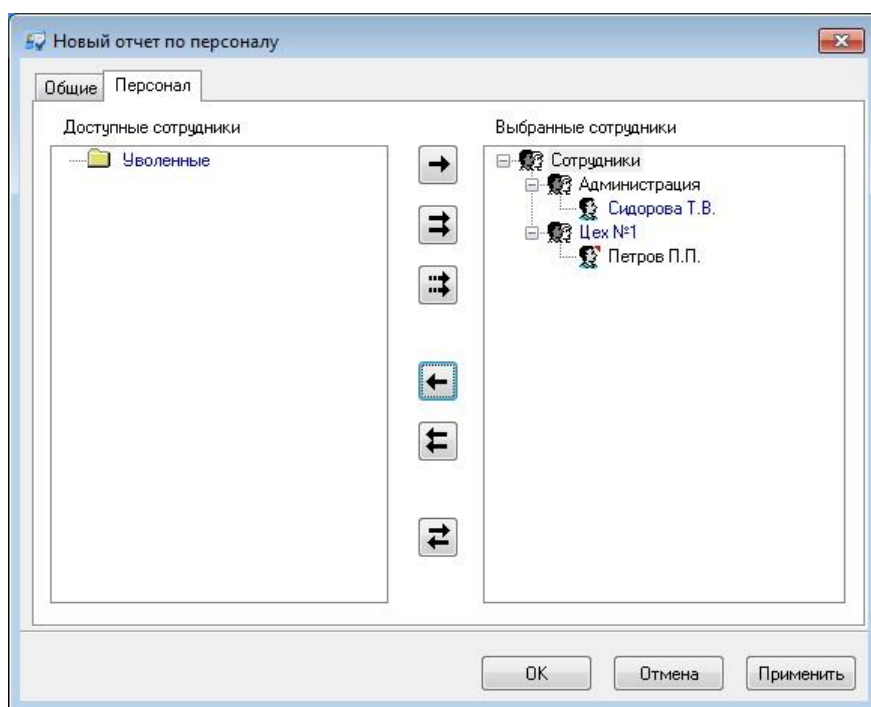 Новый отчет по персоналу
Общие
Персонал
Доступные сотрудники
Уволенные
Выбранные сотрудники
Сотрудники
Администрация
Сидорова Т.В.
Цех №1
Петров П.П.
OK
Отмена
Применить